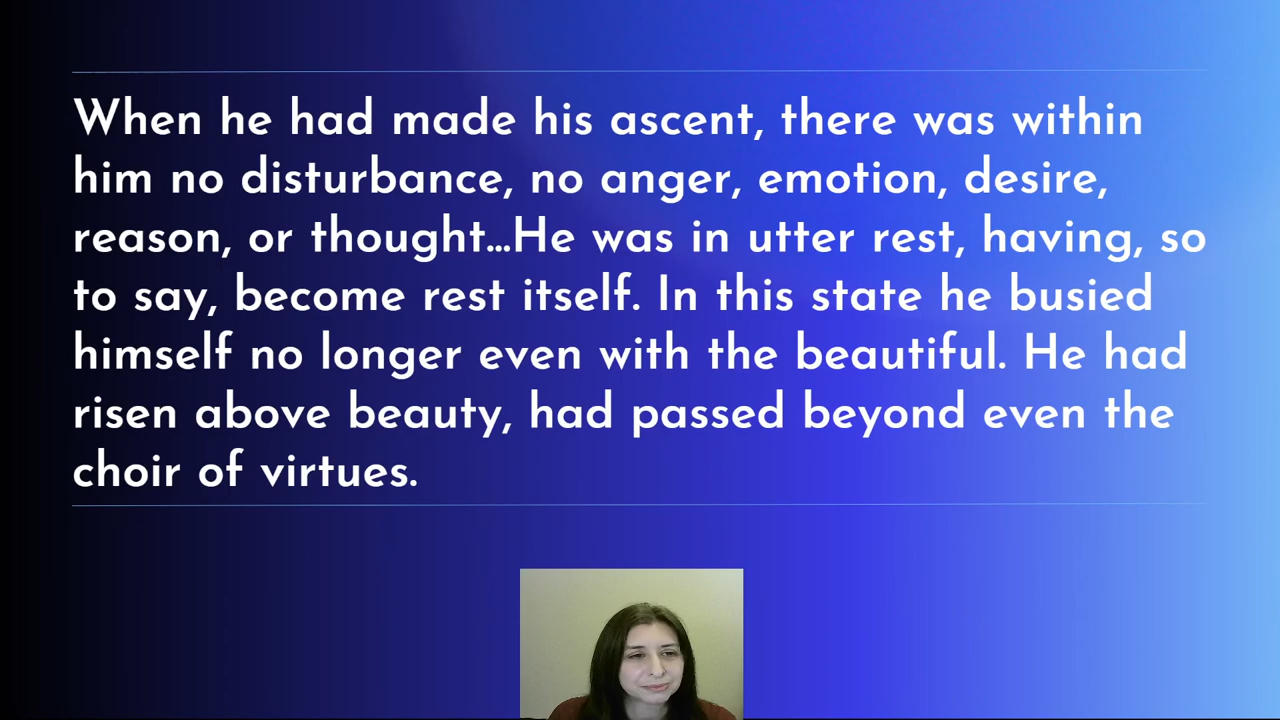 When he had made his ascent, there was within
him no disturbance, no anger, emotion, desire,
reason, or thought...He was in utter rest, having, so
to say, become rest itself. In this state he busied
himself no longer even with the beautiful. He had
risen above beauty, had passed beyond even the
choir of virtues.